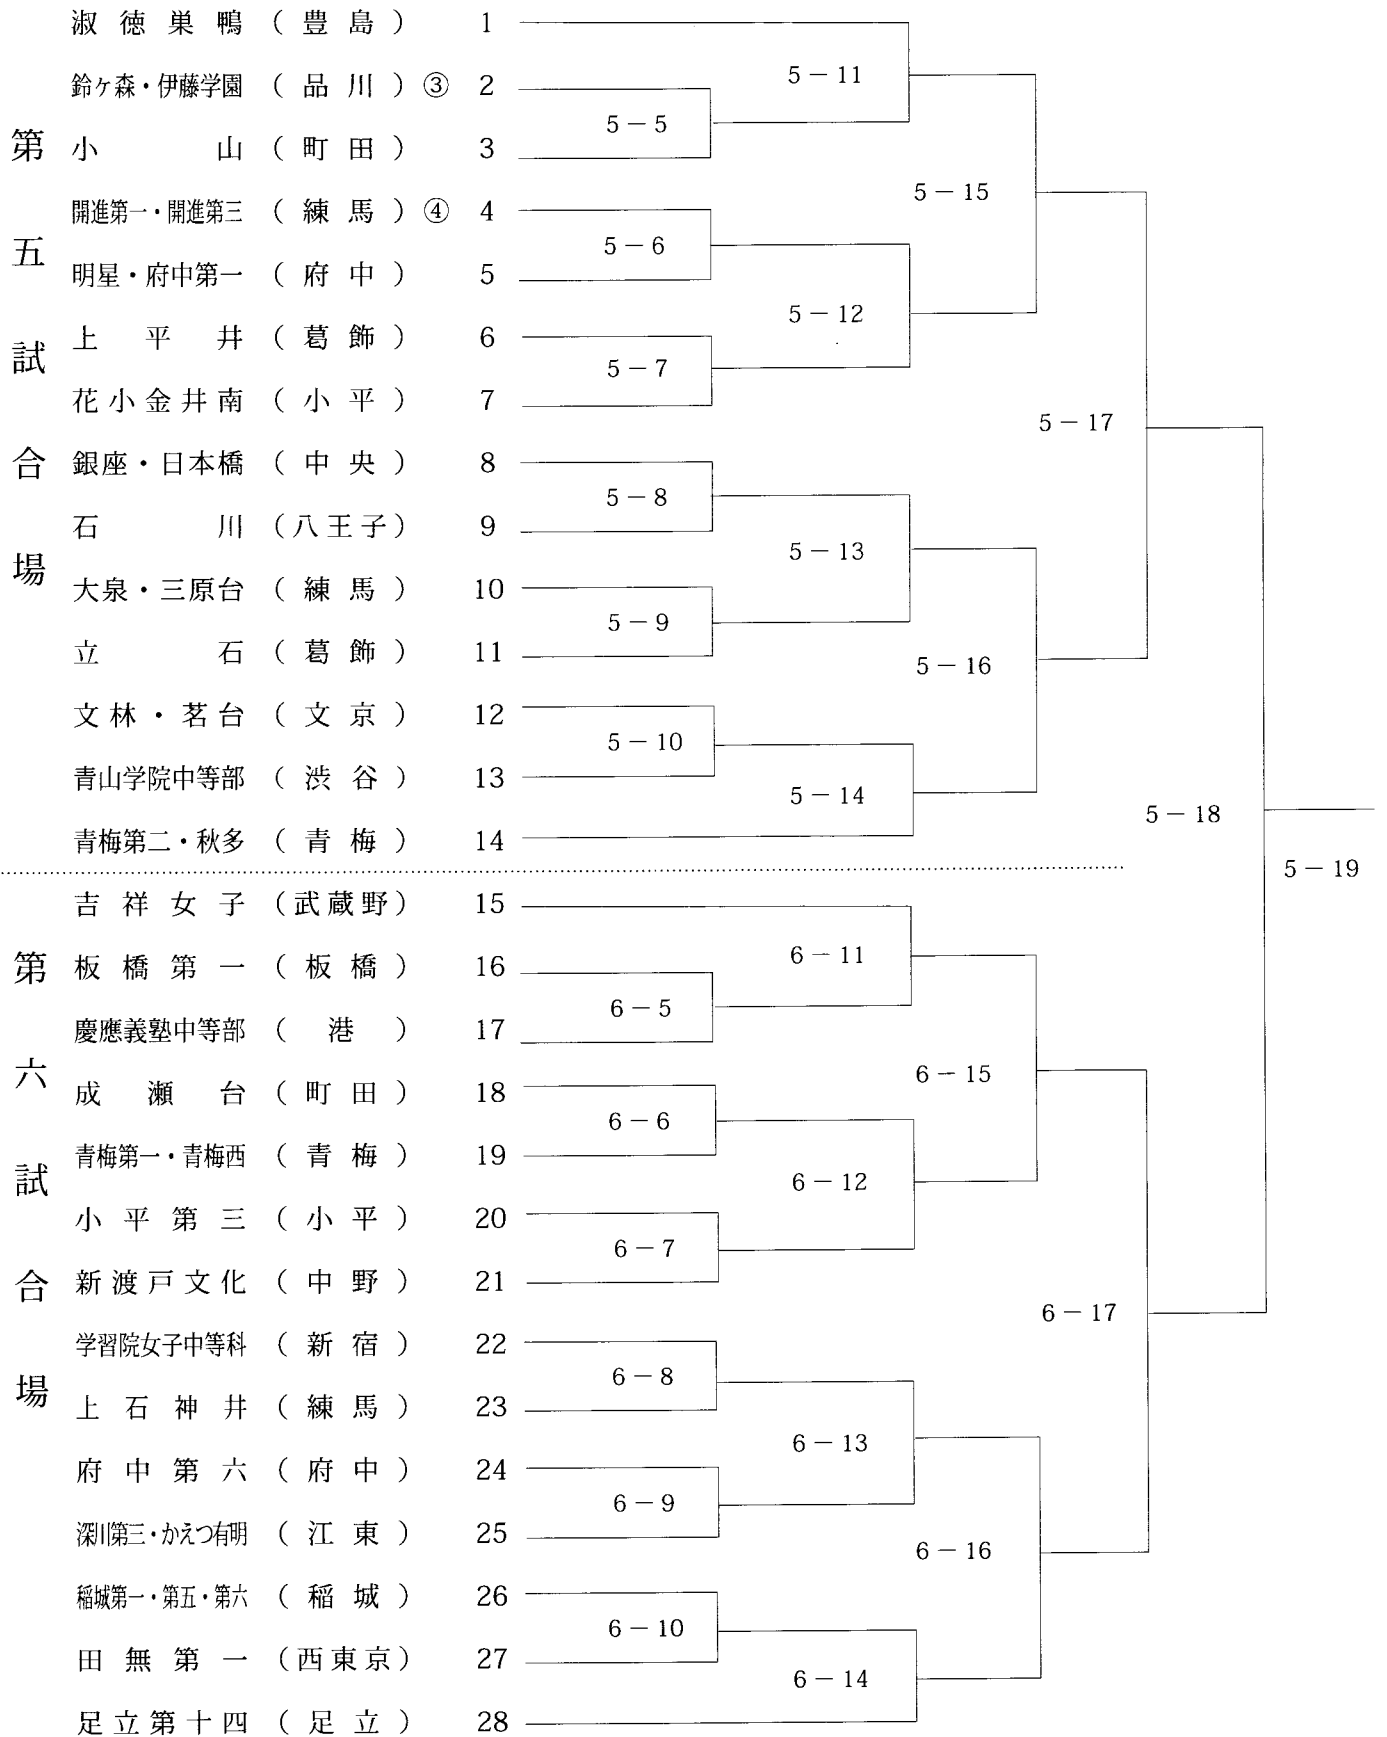 第五試合場
淑徳巣鴨 (豊島) 1
鈴ヶ森・伊藤学園 (品川) ③ 2
小山 (町田) 3
開進第一・開進第三 (練馬) ④ 4
明星・府中第一 (府中) 5
上平井 (葛飾) 6
花小金井南 (小平) 7
銀座・日本橋 (中央) 8
石川 (八王子) 9
大泉・三原台 (練馬) 10
立石 (葛飾) 11
文林・茗台 (文京) 12
青山学院中等部 (渋谷) 13
青梅第二・秋多 (青梅) 14
5-5
5-6
5-7
5-8
5-9
5-10
5-11
5-12
5-13
5-14
5-15
5-16
5-17
5-18
5-19
第六試合場
吉祥女子 (武蔵野) 15
板橋第一 (板橋) 16
慶應義塾中等部 (港) 17
成瀬台 (町田) 18
青梅第一・青梅西 (青梅) 19
小平第三 (小平) 20
新渡戸文化 (中野) 21
学習院女子中等科 (新宿) 22
上石神井 (練馬) 23
府中第六 (府中) 24
深川第三・かえつ有明 (江東) 25
稲城第一・第五・第六 (稲城) 26
田無第一 (西東京) 27
足立第十四 (足立) 28
6-5
6-6
6-7
6-8
6-9
6-10
6-11
6-12
6-13
6-14
6-15
6-16
6-17